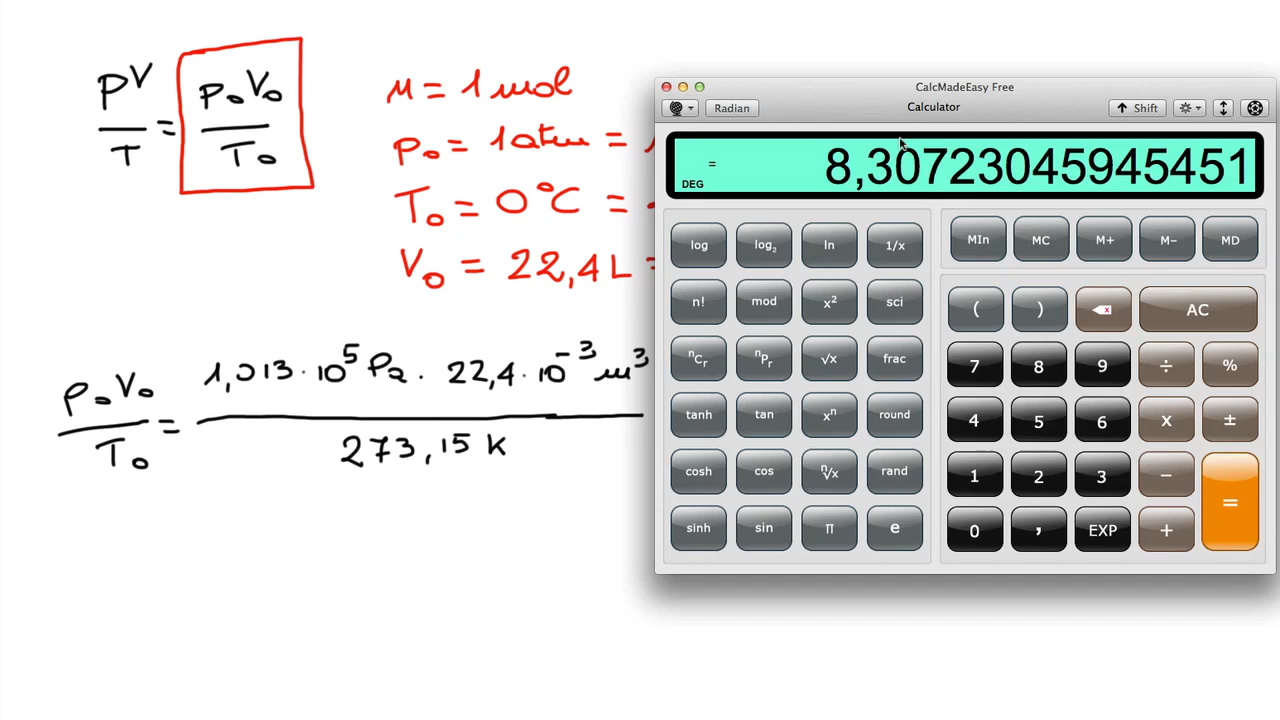 pV/T = p₀V₀/T₀
n = 1 mol
p₀ = 1 atm = 1
T₀ = 0°C =
V₀ = 22,4 L =
p₀V₀/T₀ = 1,013 · 10⁵ Pa · 22,4 · 10⁻³ m³ / 273,15 K
CalcMadeEasy Free
Radian
Calculator
Shift
=
8,30723045945451
DEG
log log₂ ln 1/x
MIn MC M+ M− MD
n! mod x² sci
( ) x AC
nCr nPr √x frac
7 8 9 ÷ %
tanh tan xⁿ round
4 5 6 x ±
cosh cos ⁿ√x rand
1 2 3 − =
sinh sin π e
0 , EXP +